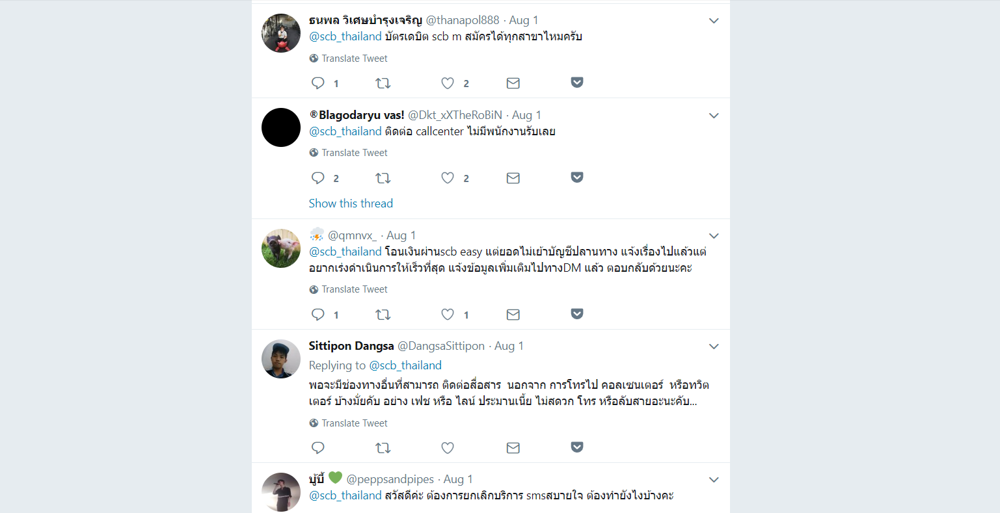 ธนพล วิเศษบำรุงเจริญ @thanapol888 · Aug 1
@scb_thailand บัตรเดบิต scb m สมัครได้ทุกสาขาไหมครับ
Translate Tweet
1 2
®Blagodaryu vas! @Dkt_xXTheRoBiN · Aug 1
@scb_thailand ติดต่อ callcenter ไม่มีพนักงานรับเลย
Translate Tweet
2 2
Show this thread
@qmnvx_ · Aug 1
@scb_thailand โอนเงินผ่านscb easy แต่ยอดไม่เข้าบัญชีปลานทาง แจ้งเรื่องไปแล้วแต่
อยากเร่งดำเนินการให้เร็วที่สุด แจ้งข้อมูลเพิ่มเติมไปทางDM แล้ว ตอบกลับด้วยนะคะ
Translate Tweet
1 1
Sittipon Dangsa @DangsaSittipon · Aug 1
Replying to @scb_thailand
พอจะมีช่องทางอื่นที่สามารถ ติดต่อสื่อสาร นอกจาก การโทรไป คอลเซนเตอร์ หรือทวิต
เตอร์ บ้างมั่ยคับ อย่าง เฟช หรือ ไลน์ ประมานเนี้ย ไม่สดวก โทร หรือลับสายอะนะคับ...
Translate Tweet
บู้บี้ 💚 @peppsandpipes · Aug 1
@scb_thailand สวัสดีค่ะ ต้องการยกเลิกบริการ smsสบายใจ ต้องทำยังไงบ้างคะ